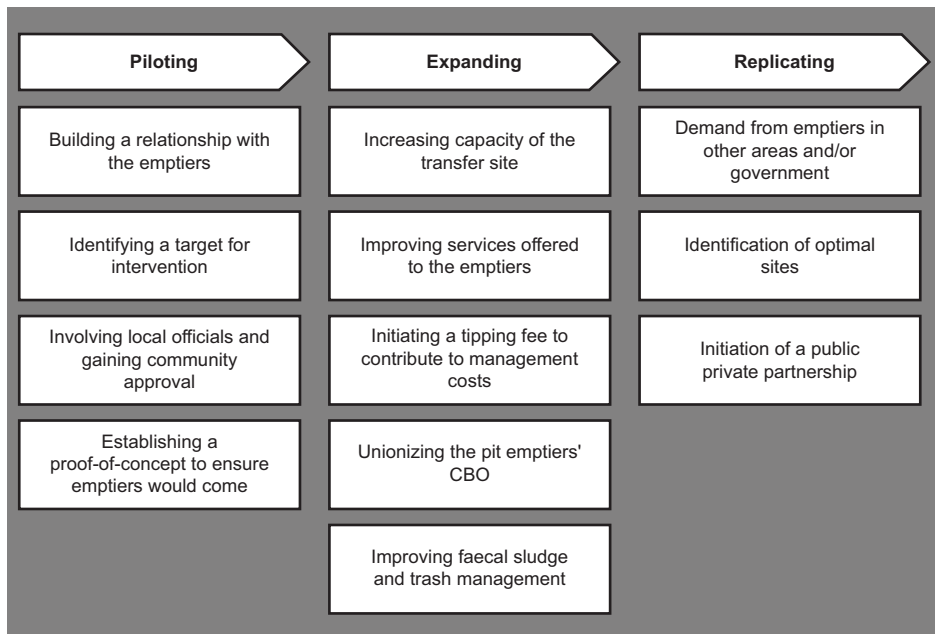 Piloting
Building a relationship with
the emptiers
Identifying a target for
intervention
Involving local officials and
gaining community
approval
Establishing a
proof-of-concept to ensure
emptiers would come
Expanding
Increasing capacity of the
transfer site
Improving services offered
to the emptiers
Initiating a tipping fee to
contribute to management
costs
Unionizing the pit emptiers'
CBO
Improving faecal sludge
and trash management
Replicating
Demand from emptiers in
other areas and/or
government
Identification of optimal
sites
Initiation of a public
private partnership